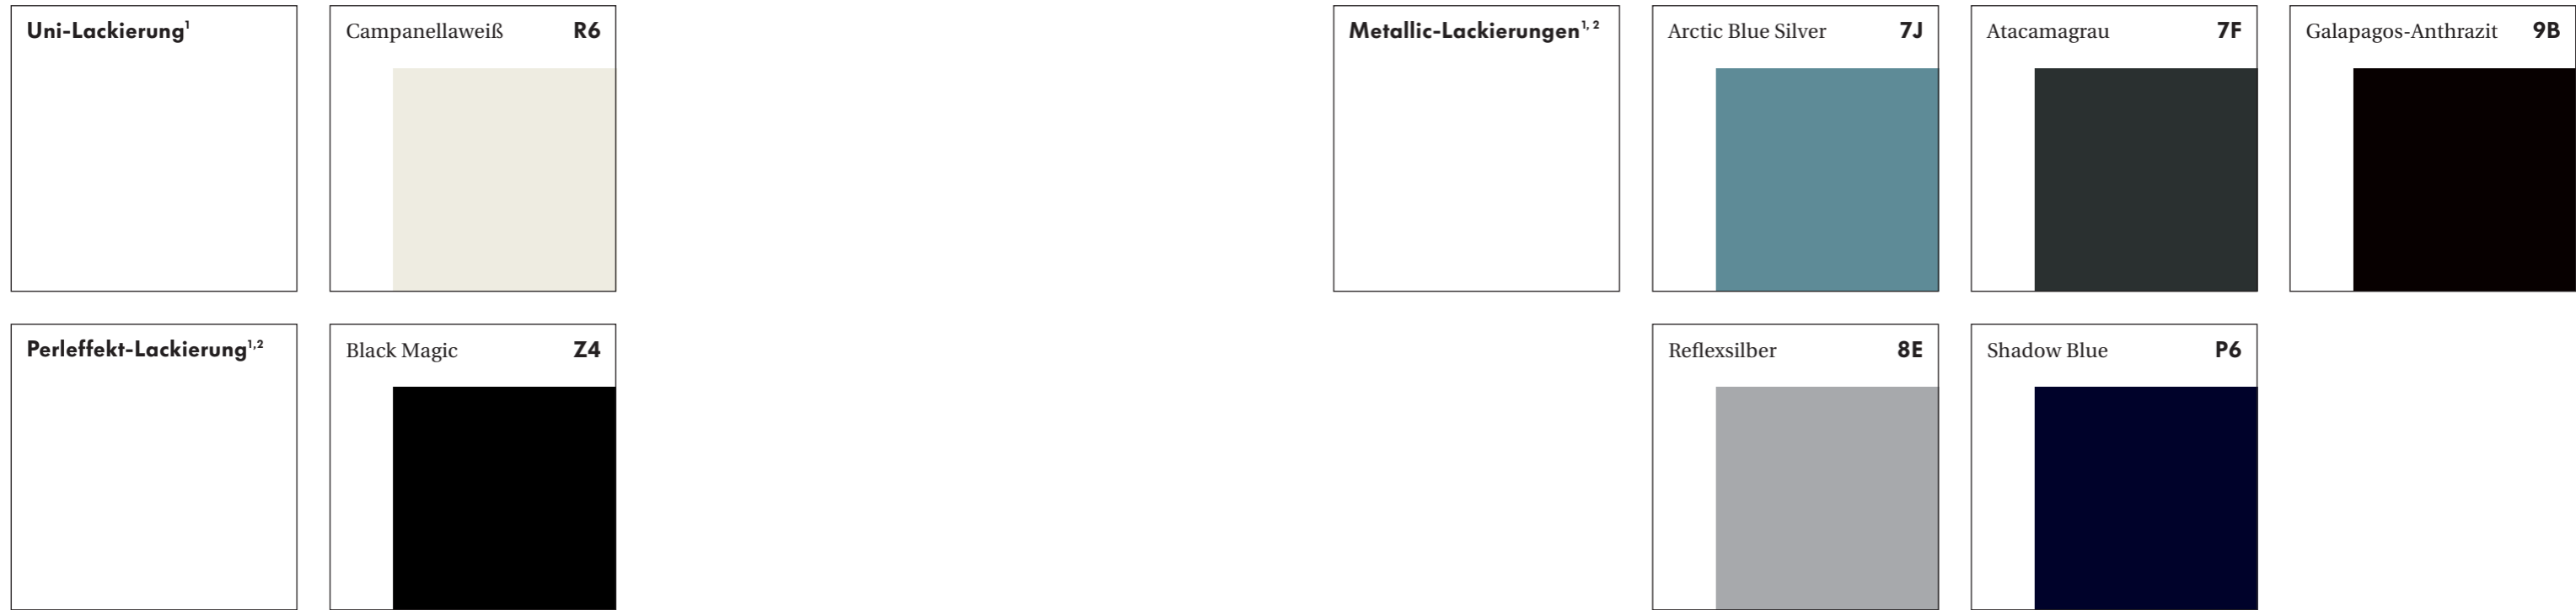 Uni-Lackierung¹
Campanellaweiß R6
Metallic-Lackierungen¹, ²
Arctic Blue Silver 7J
Atacamagrau 7F
Galapagos-Anthrazit 9B
Perleffekt-Lackierung¹,²
Black Magic Z4
Reflexsilber 8E
Shadow Blue P6